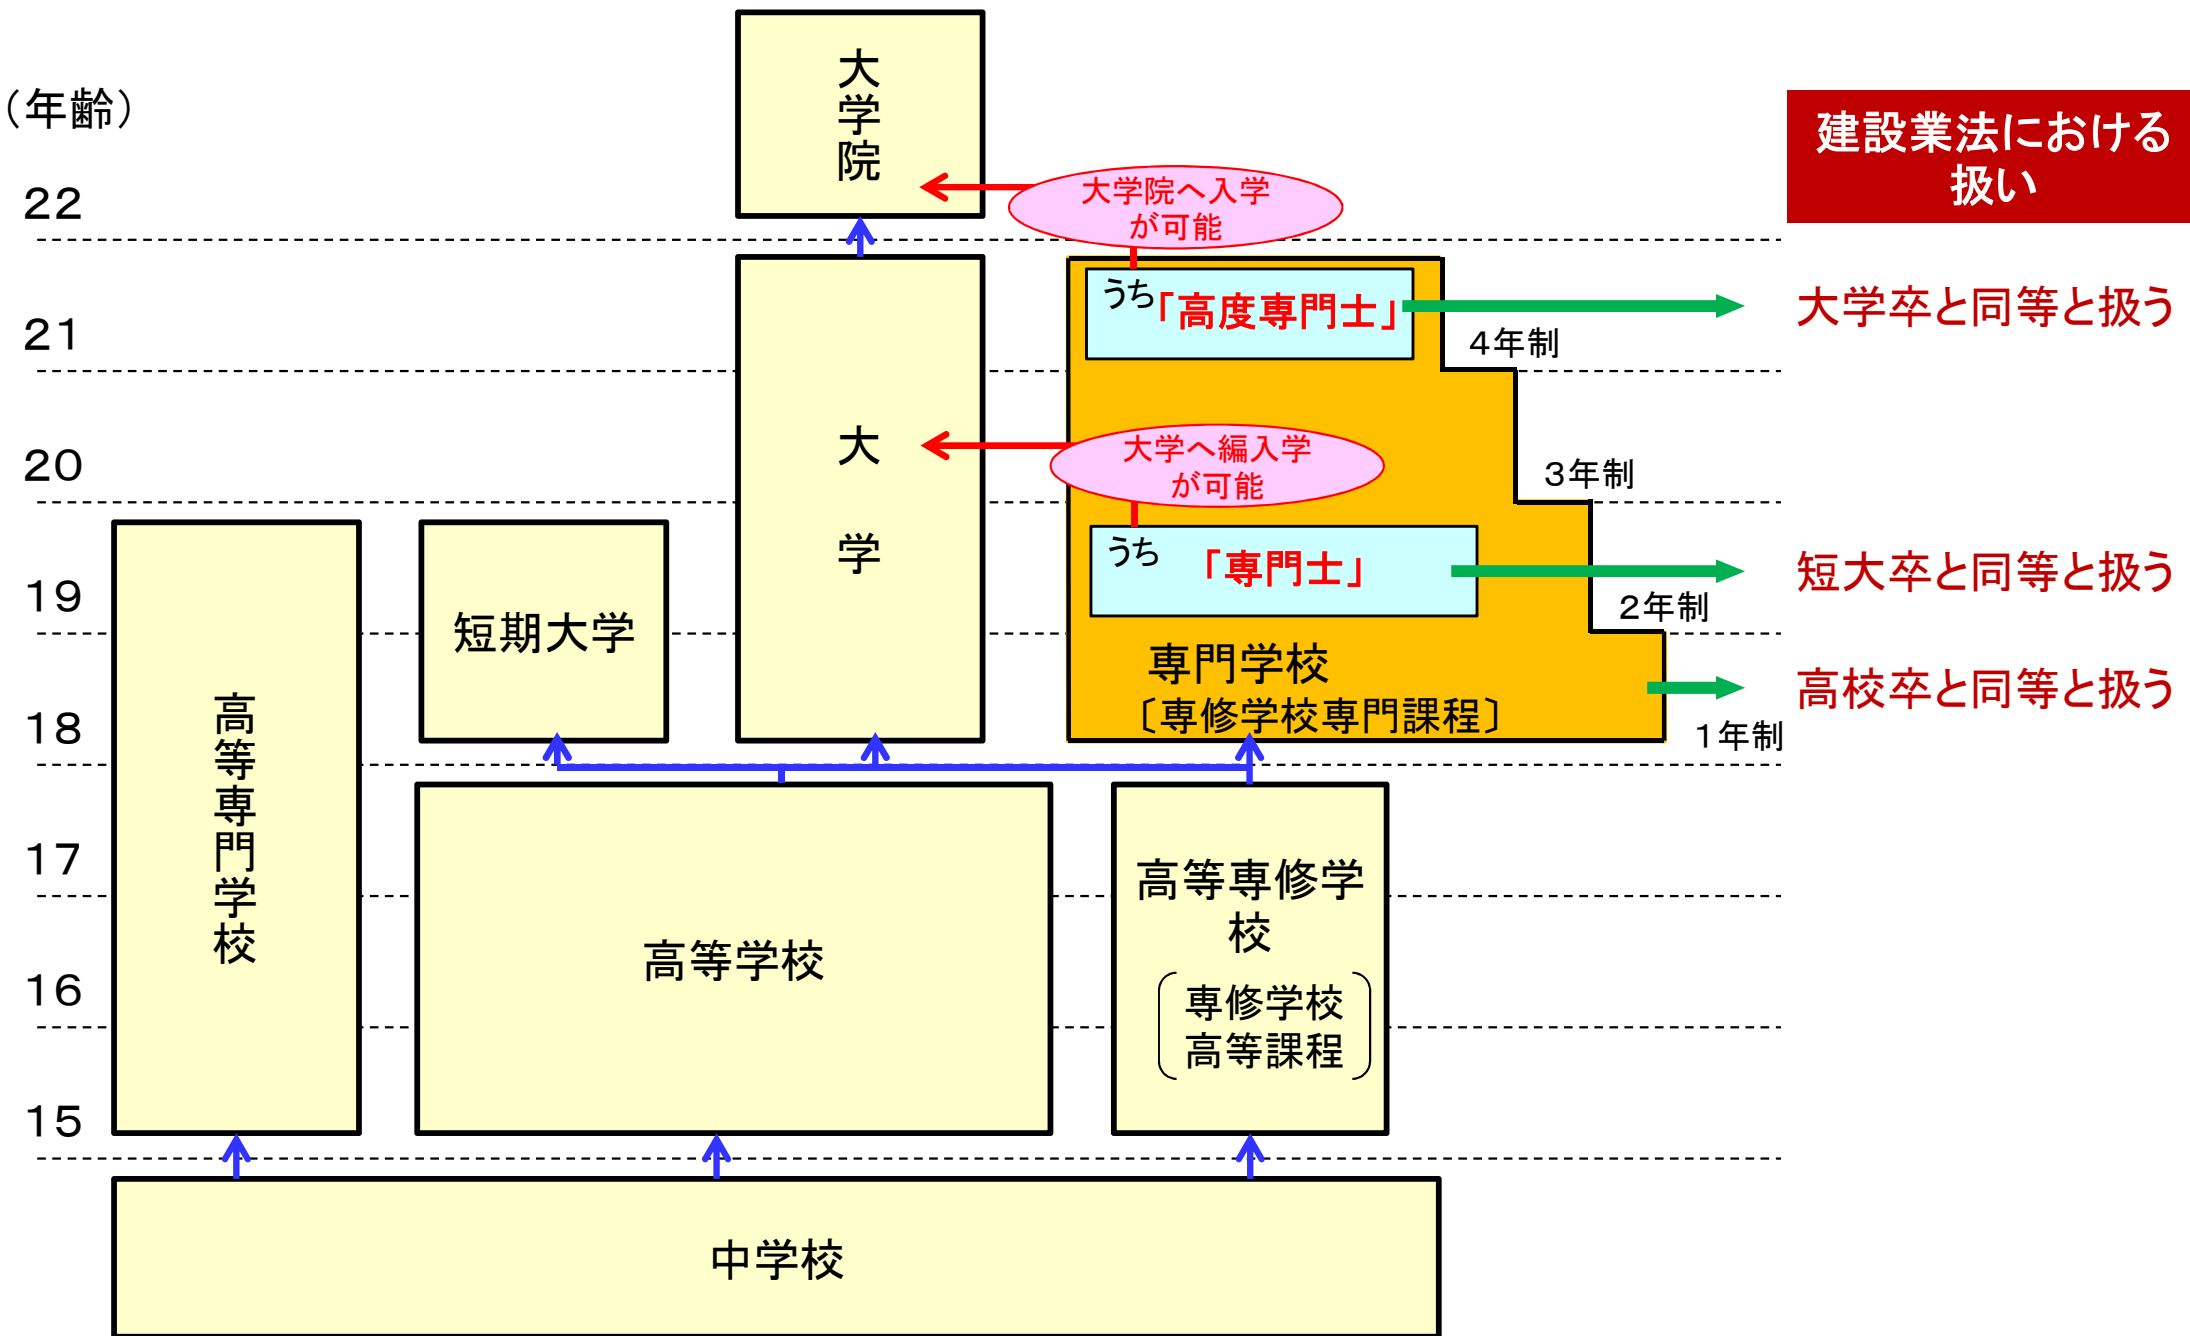 （年齢）
22
21
20
19
18
17
16
15
大学院
大学
短期大学
高等専門学校
高等学校
高等専修学
校
専修学校
高等課程
中学校
大学院へ入学
が可能
うち
「高度専門士」
大学へ編入学
が可能
うち
「専門士」
専門学校
〔専修学校専門課程〕
4年制
3年制
2年制
1年制
建設業法における
扱い
大学卒と同等と扱う
短大卒と同等と扱う
高校卒と同等と扱う